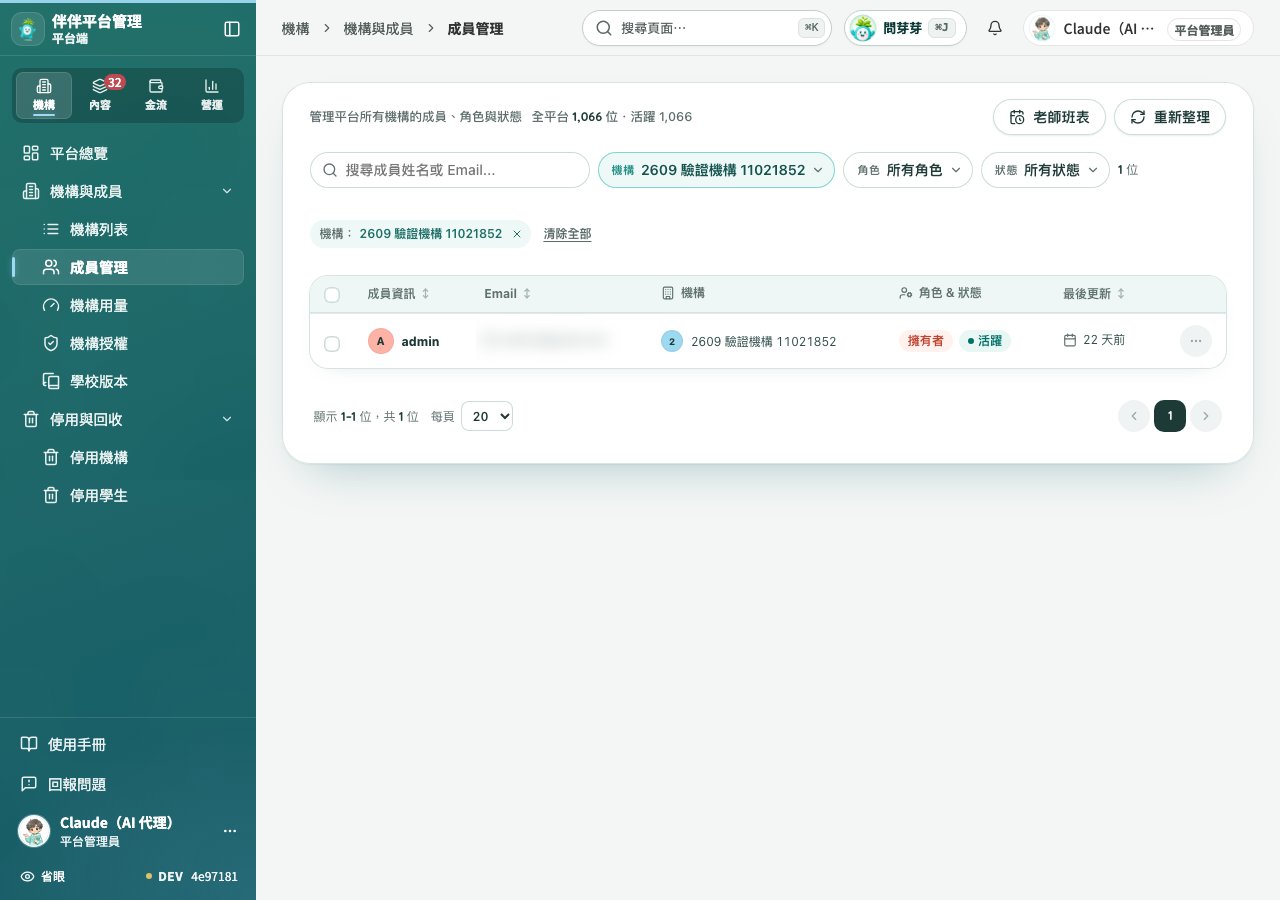 伴伴平台管理
平台端
機構
內容
32
金流
營運
平台總覽
機構與成員
機構列表
成員管理
機構用量
機構授權
學校版本
停用與回收
停用機構
停用學生
使用手冊
回報問題
Claude（AI 代理）
平台管理員
省眼
DEV 4e97181
機構 > 機構與成員 > 成員管理
搜尋頁面… ⌘K
問芽芽 ⌘J
Claude（AI … 平台管理員
管理平台所有機構的成員、角色與狀態 全平台 1,066 位 · 活躍 1,066
老師班表
重新整理
搜尋成員姓名或 Email...
機構 2609 驗證機構 11021852
角色 所有角色
狀態 所有狀態
1 位
機構： 2609 驗證機構 11021852 ×
清除全部
成員資訊 Email 機構 角色 & 狀態 最後更新
A admin 2 2609 驗證機構 11021852 擁有者 活躍 22 天前
顯示 1-1 位，共 1 位 每頁 20
1